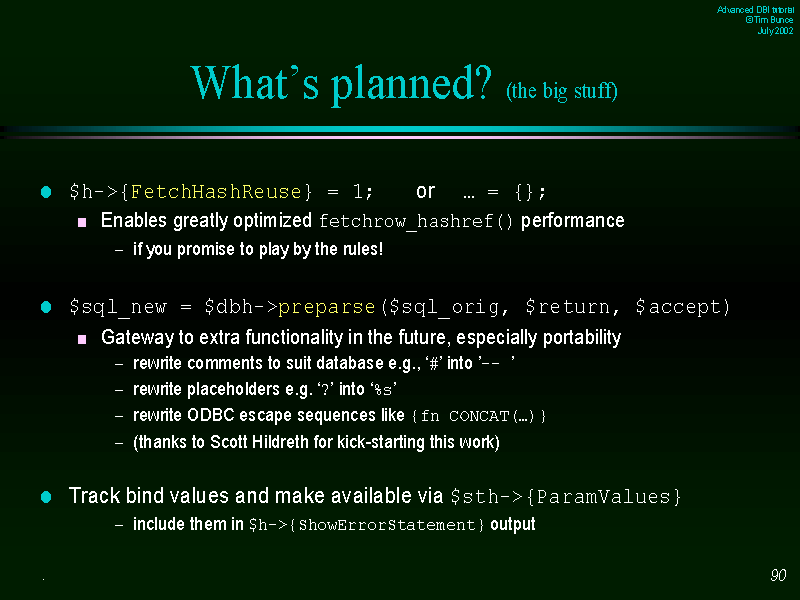 Advanced DBI tutorial
©Tim Bunce
July 2002
What’s planned? (the big stuff)
$h->{FetchHashReuse} = 1; or … = {};
Enables greatly optimized fetchrow_hashref() performance
– if you promise to play by the rules!
$sql_new = $dbh->preparse($sql_orig, $return, $accept)
Gateway to extra functionality in the future, especially portability
– rewrite comments to suit database e.g., ‘#’ into ’-- ’
– rewrite placeholders e.g. ‘?’ into ‘%s’
– rewrite ODBC escape sequences like {fn CONCAT(…)}
– (thanks to Scott Hildreth for kick-starting this work)
Track bind values and make available via $sth->{ParamValues}
– include them in $h->{ShowErrorStatement} output
.
90